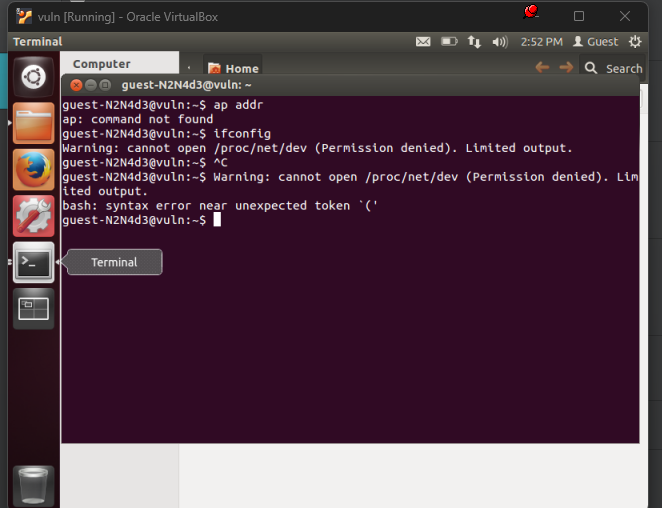 vuln [Running] - Oracle VirtualBox
Terminal 2:52 PM Guest
Computer
Home
Search
guest-N2N4d3@vuln: ~
guest-N2N4d3@vuln:~$ ap addr
ap: command not found
guest-N2N4d3@vuln:~$ ifconfig
Warning: cannot open /proc/net/dev (Permission denied). Limited output.
guest-N2N4d3@vuln:~$ ^C
guest-N2N4d3@vuln:~$ Warning: cannot open /proc/net/dev (Permission denied). Lim
ited output.
bash: syntax error near unexpected token `('
guest-N2N4d3@vuln:~$
>_
Terminal